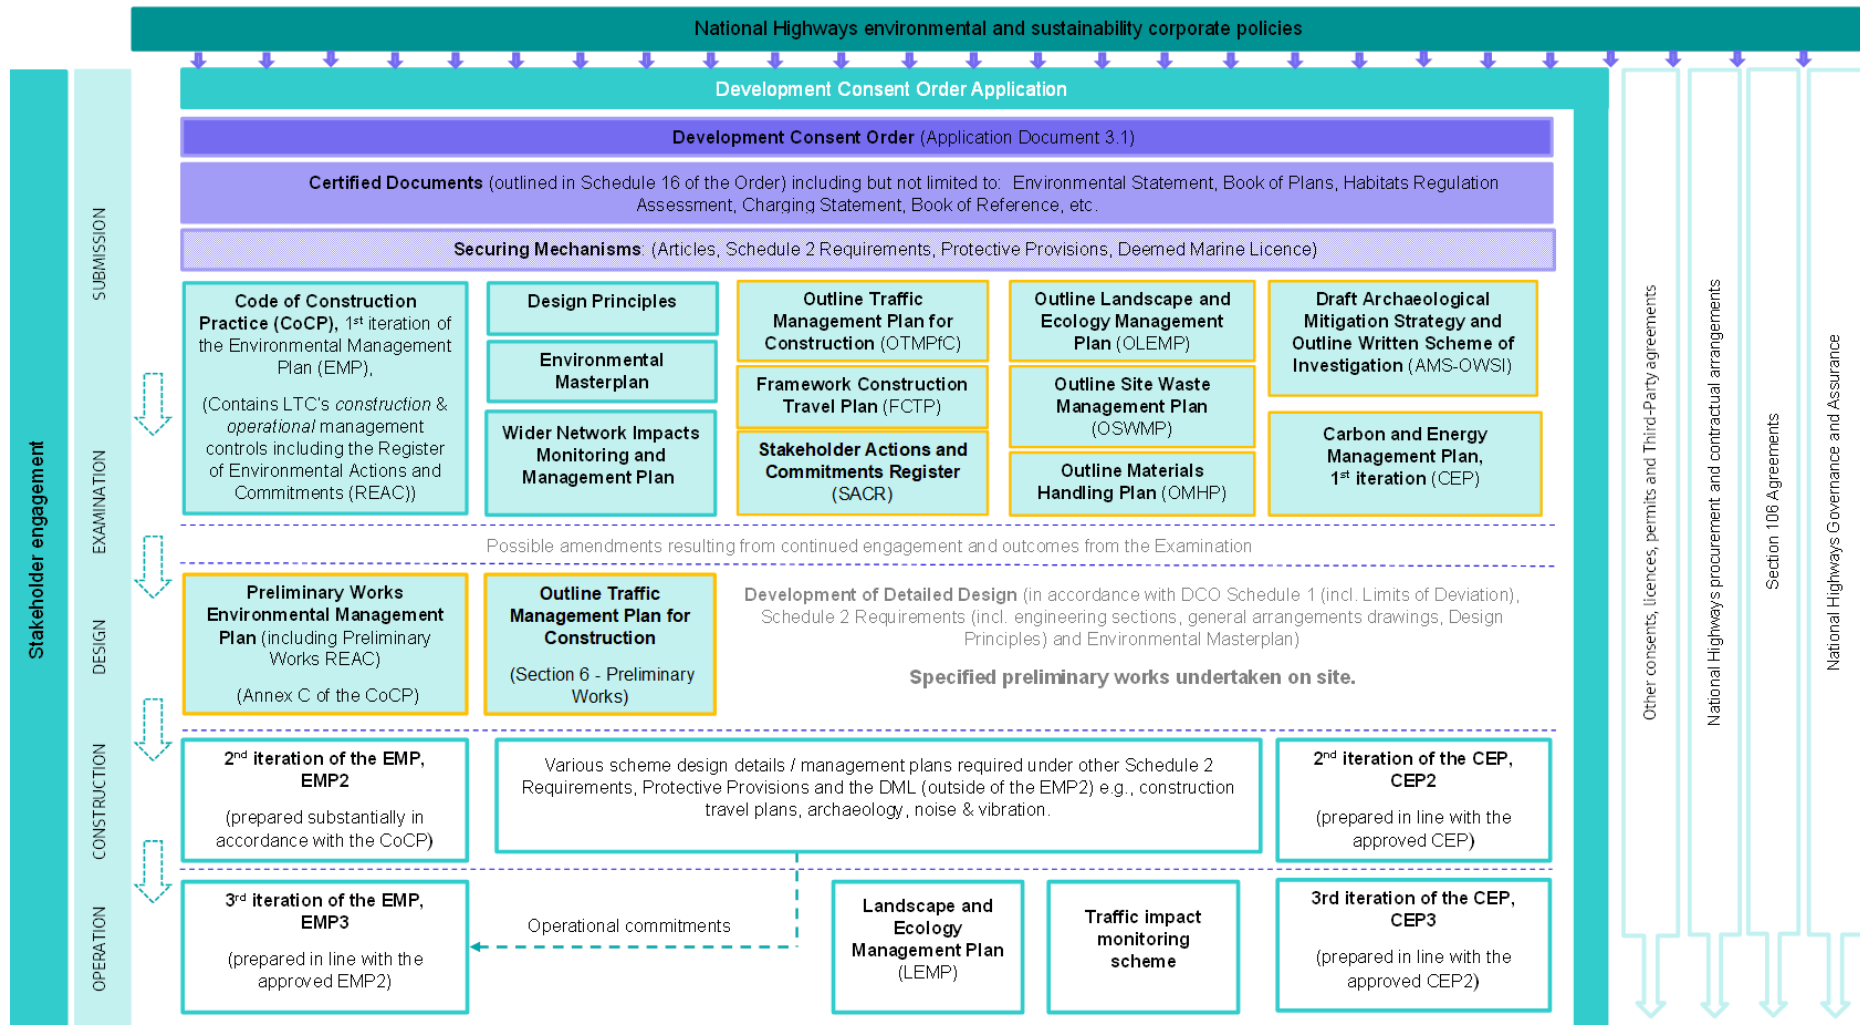 National Highways environmental and sustainability corporate policies
Stakeholder engagement
SUBMISSION
EXAMINATION
DESIGN
CONSTRUCTION
OPERATION
Development Consent Order Application
Development Consent Order (Application Document 3.1)
Certified Documents (outlined in Schedule 16 of the Order) including but not limited to: Environmental Statement, Book of Plans, Habitats Regulation
Assessment, Charging Statement, Book of Reference, etc.
Securing Mechanisms: (Articles, Schedule 2 Requirements, Protective Provisions, Deemed Marine Licence)
Code of Construction
Practice (CoCP), 1st iteration of
the Environmental Management
Plan (EMP),
(Contains LTC's construction &
operational management
controls including the Register
of Environmental Actions and
Commitments (REAC))
Design Principles
Environmental
Masterplan
Wider Network Impacts
Monitoring and
Management Plan
Outline Traffic
Management Plan for
Construction (OTMPfC)
Framework Construction
Travel Plan (FCTP)
Stakeholder Actions and
Commitments Register
(SACR)
Outline Landscape and
Ecology Management
Plan (OLEMP)
Outline Site Waste
Management Plan
(OSWMP)
Outline Materials
Handling Plan (OMHP)
Draft Archaeological
Mitigation Strategy and
Outline Written Scheme of
Investigation (AMS-OWSI)
Carbon and Energy
Management Plan,
1st iteration (CEP)
Possible amendments resulting from continued engagement and outcomes from the Examination
Preliminary Works
Environmental Management
Plan (including Preliminary
Works REAC)
(Annex C of the CoCP)
Outline Traffic
Management Plan for
Construction
(Section 6 - Preliminary
Works)
Development of Detailed Design (in accordance with DCO Schedule 1 (incl. Limits of Deviation),
Schedule 2 Requirements (incl. engineering sections, general arrangements drawings, Design
Principles) and Environmental Masterplan)
Specified preliminary works undertaken on site.
2nd iteration of the EMP,
EMP2
(prepared substantially in
accordance with the CoCP)
Various scheme design details / management plans required under other Schedule 2
Requirements, Protective Provisions and the DML (outside of the EMP2) e.g., construction
travel plans, archaeology, noise & vibration.
2nd iteration of the CEP,
CEP2
(prepared in line with the
approved CEP)
3rd iteration of the EMP,
EMP3
(prepared in line with the
approved EMP2)
Operational commitments
Landscape and
Ecology
Management Plan
(LEMP)
Traffic impact
monitoring
scheme
3rd iteration of the CEP,
CEP3
(prepared in line with the
approved CEP2)
Other consents, licences, permits and Third-Party agreements
National Highways procurement and contractual arrangements
Section 106 Agreements
National Highways Governance and Assurance